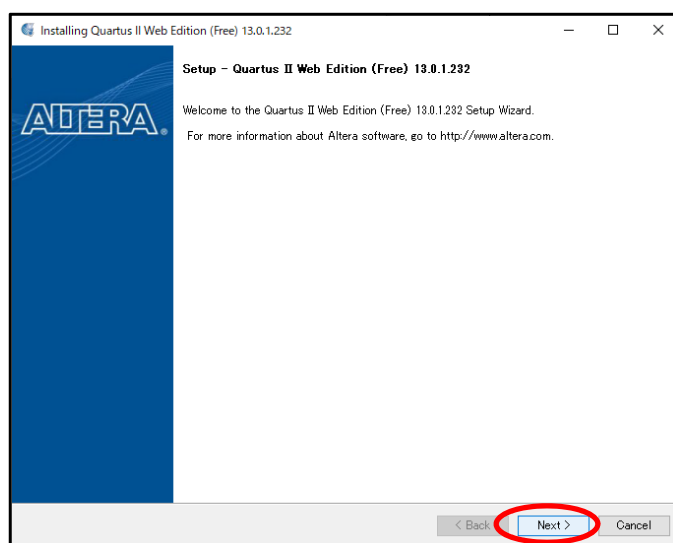 Installing Quartus II Web Edition (Free) 13.0.1.232
Setup - Quartus II Web Edition (Free) 13.0.1.232
ALTERA®
Welcome to the Quartus II Web Edition (Free) 13.0.1.232 Setup Wizard.
For more information about Altera software, go to http://www.altera.com.
< Back
Next >
Cancel